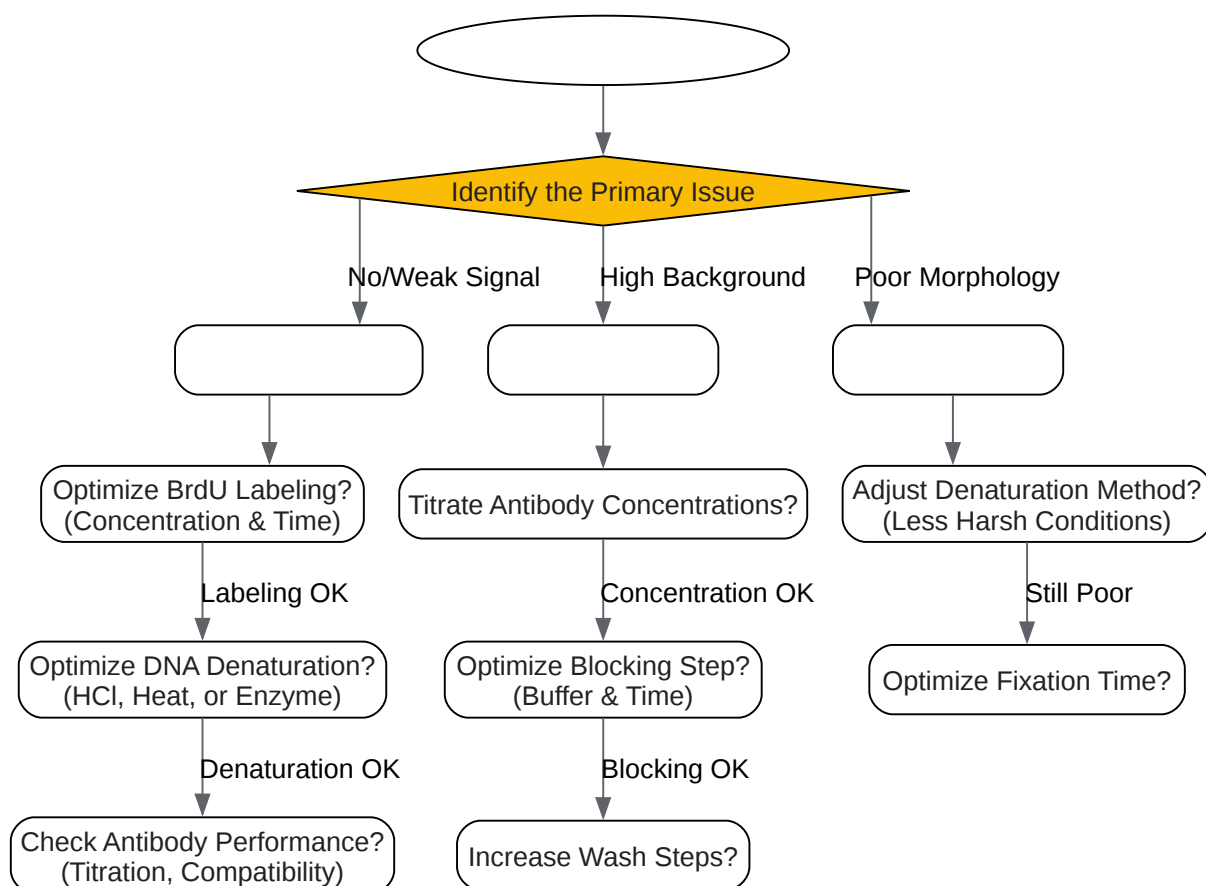 Identify the Primary Issue
No/Weak Signal
High Background
Poor Morphology
Optimize BrdU Labeling?
(Concentration & Time)
Titrate Antibody Concentrations?
Adjust Denaturation Method?
(Less Harsh Conditions)
Labeling OK
Concentration OK
Still Poor
Optimize DNA Denaturation?
(HCl, Heat, or Enzyme)
Optimize Blocking Step?
(Buffer & Time)
Optimize Fixation Time?
Denaturation OK
Blocking OK
Check Antibody Performance?
(Titration, Compatibility)
Increase Wash Steps?